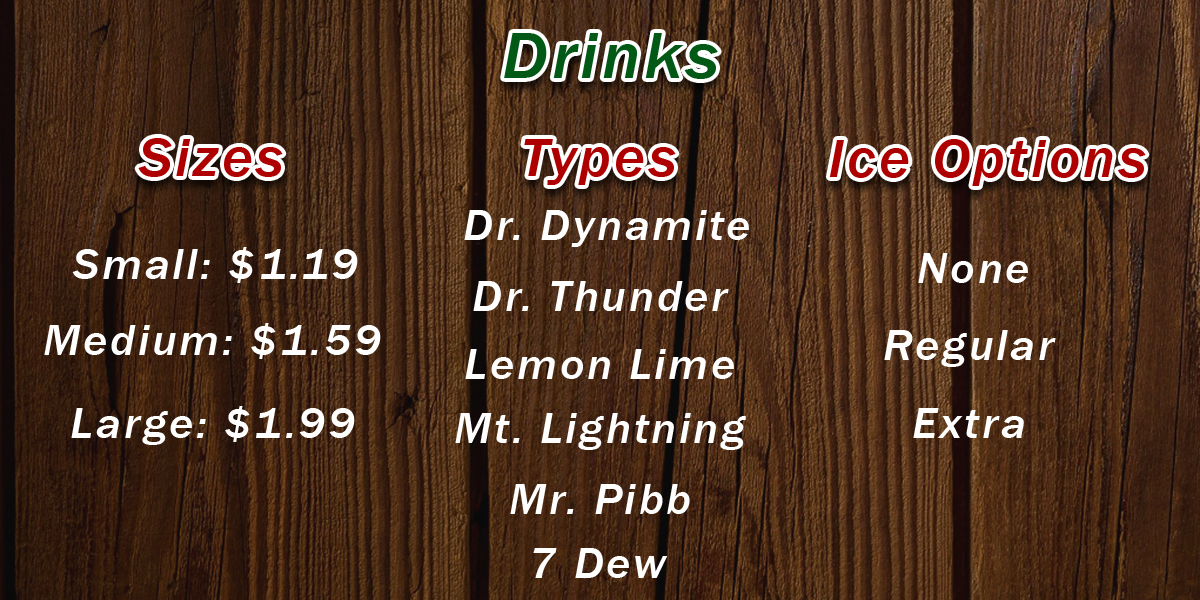 Drinks
Sizes
Small: $1.19
Medium: $1.59
Large: $1.99
Types
Dr. Dynamite
Dr. Thunder
Lemon Lime
Mt. Lightning
Mr. Pibb
7 Dew
Ice Options
None
Regular
Extra